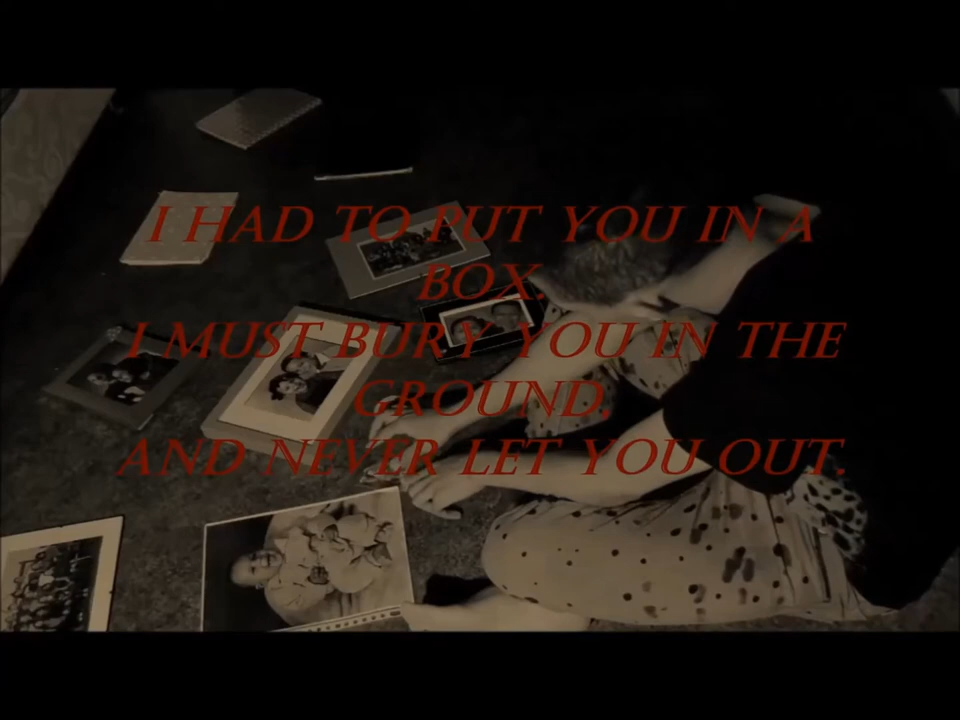 I HAD TO PUT YOU IN A
BOX.
I MUST BURY YOU IN THE
GROUND,
AND NEVER LET YOU OUT.